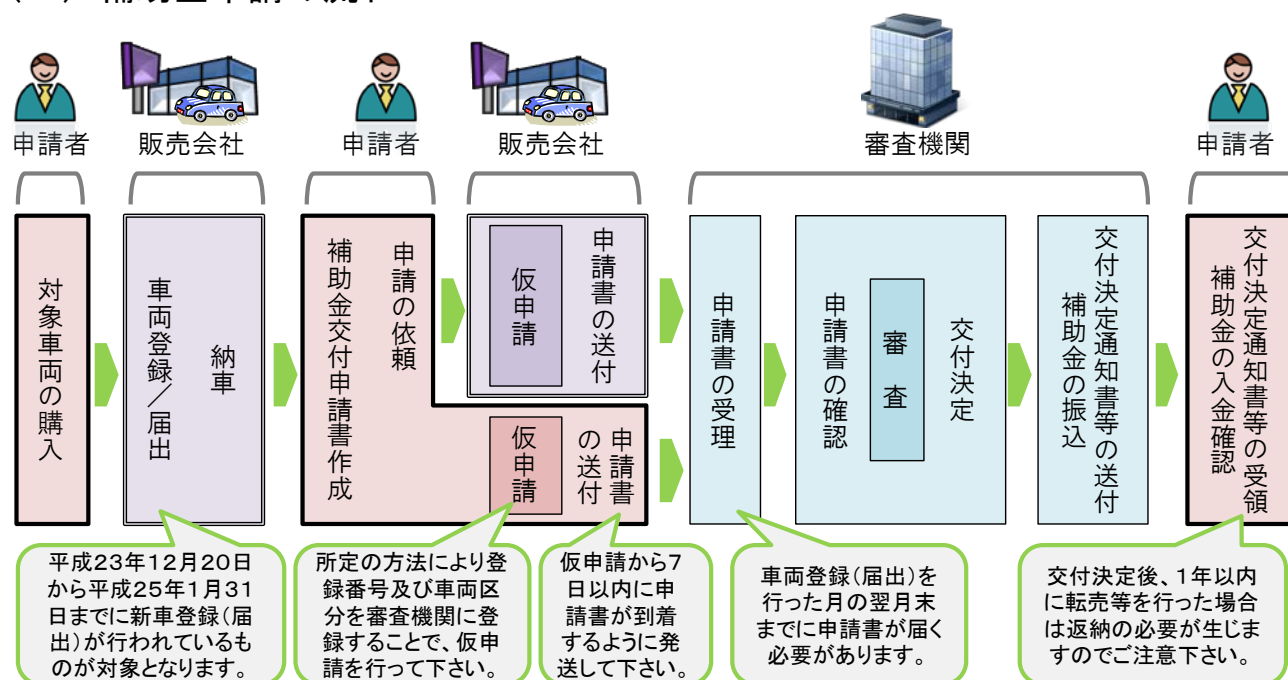 申請者
販売会社
申請者
販売会社
審査機関
申請者
対象車両の購入
車両登録／届出
納車
補助金交付申請書作成
申請の依頼
仮申請
申請書の送付
仮申請
申請書
の送付
申請書の受理
申請書の確認
審査
交付決定
交付決定通知書等の送付
補助金の振込
交付決定通知書等の受領
補助金の入金確認
平成23年12月20日
から平成25年1月31
日までに新車登録(届
出)が行われているも
のが対象となります。
所定の方法により登
録番号及び車両区
分を審査機関に登
録することで、仮申
請を行って下さい。
仮申請から7
日以内に申
請書が到着
するように発
送して下さい。
車両登録(届出)を
行った月の翌月末
までに申請書が届く
必要があります。
交付決定後、1年以内
に転売等を行った場合
は返納の必要が生じま
すのでご注意下さい。